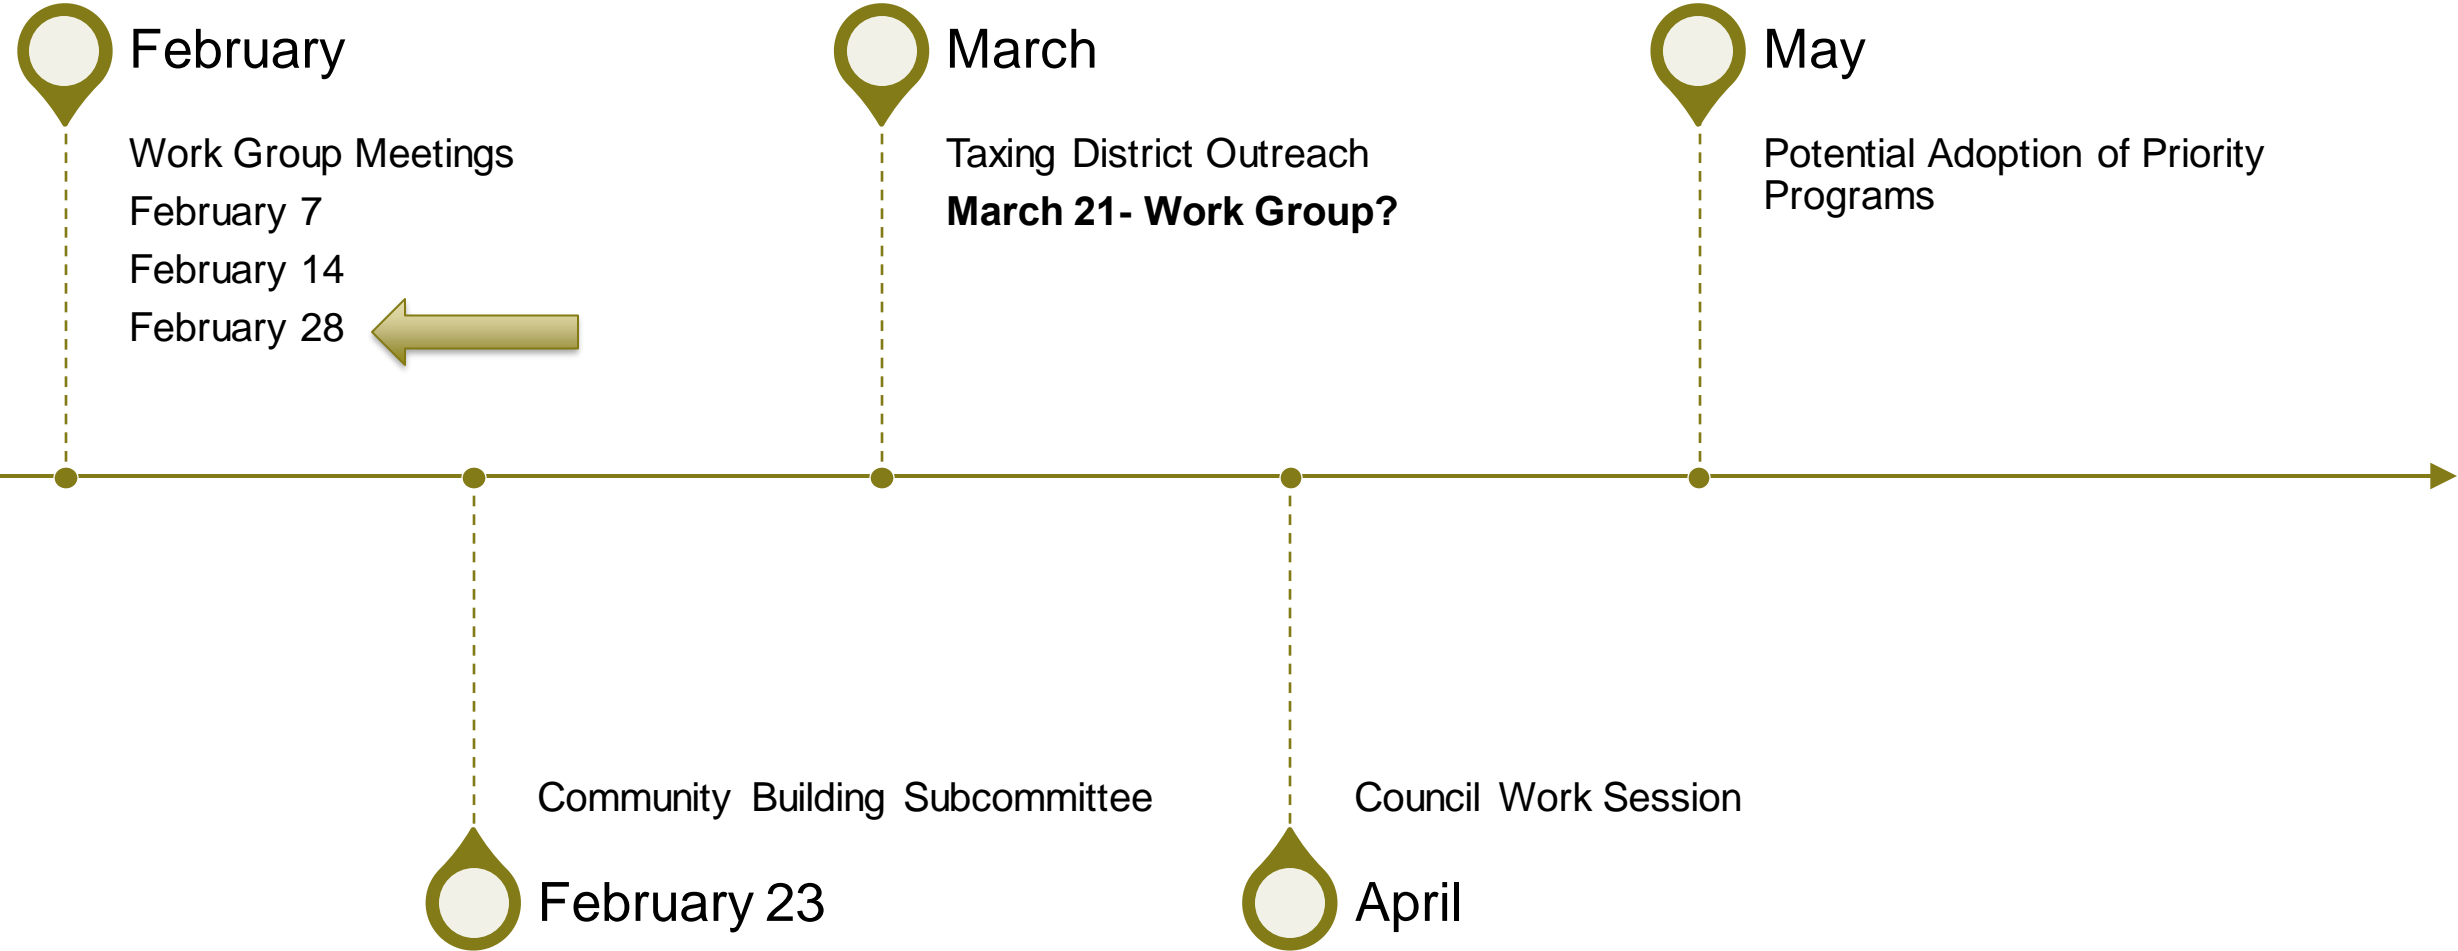 February
Work Group Meetings
February 7
February 14
February 28
March
Taxing District Outreach
March 21- Work Group?
May
Potential Adoption of Priority
Programs
Community Building Subcommittee
February 23
Council Work Session
April